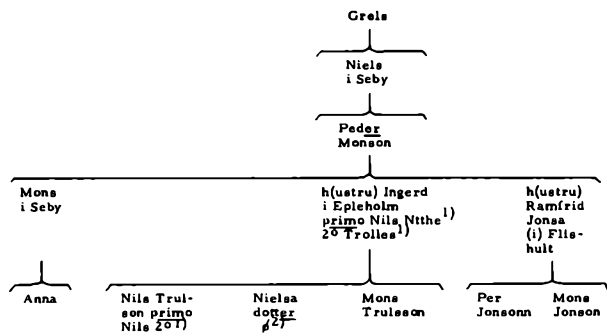 Grels
Niels
i Seby
Peder
Monson
Mons
i Seby
h(ustru) Ingerd
i Epleholm
primo Nils Ntthe1)
2o Trolles1)
h(ustru)
Ramfrid
Jonsa
(i) Flis-
hult
Anna
Nils Trul-
son primo
Nils 2o 1)
Nielsa
dotter
ø2)
Mons
Trulsson
Per
Jonsonn
Mons
Jonson